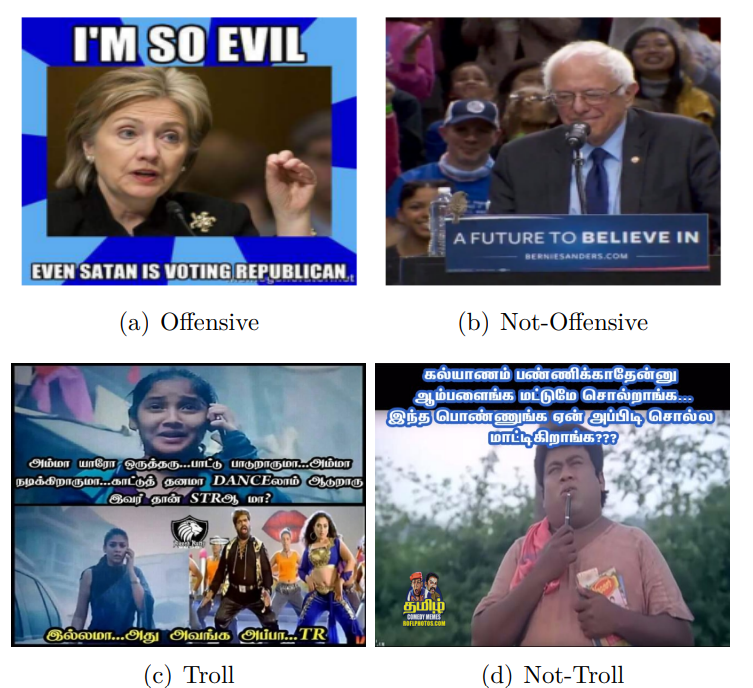 I'M SO EVIL
EVEN SATAN IS VOTING REPUBLICAN
(a) Offensive
A FUTURE TO BELIEVE IN
BERNIESANDERS.COM
(b) Not-Offensive
அம்மா யாரோ ஒருத்தரு...பாட்டு பாடுறாருமா...அம்மா
நடிக்கிறாருமா...காட்டுத் தனமா DANCEலாம் ஆடுறாரு
இவர் தான் STRஆ மா?
இல்லமா...அது அவங்க அப்பா...TR
(c) Troll
கல்யாணம் பண்ணிக்காதேன்னு
ஆம்பளைங்க மட்டுமே சொல்றாங்க...
இந்த பொண்ணுங்க ஏன் அப்பிடி சொல்ல
மாட்டிகிறாங்க???
தமிழ்
COMEDY MEMES
ROFLPHOTOS.COM
(d) Not-Troll